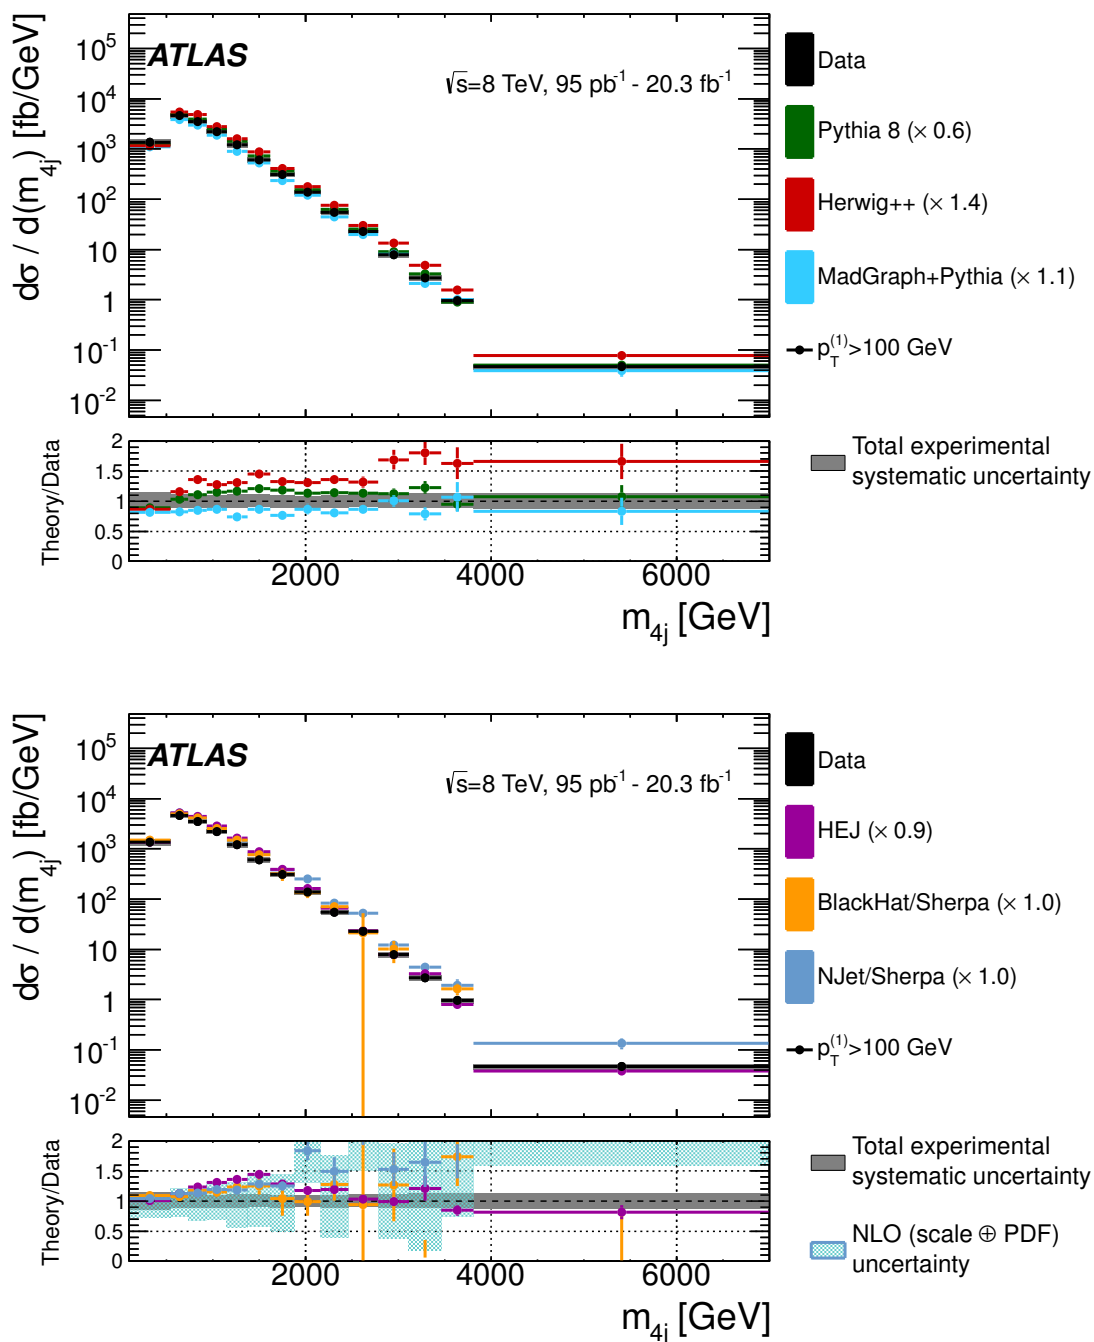 dσ / d(m4j) [fb/GeV]
10⁵
10⁴
10³
10²
10
1
10⁻¹
10⁻²
ATLAS
√s=8 TeV, 95 pb⁻¹ - 20.3 fb⁻¹
Data
Pythia 8 (× 0.6)
Herwig++ (× 1.4)
MadGraph+Pythia (× 1.1)
p_T^(1)>100 GeV
Theory/Data
2
1.5
1
0.5
0
2000 4000 6000
m4j [GeV]
Total experimental
systematic uncertainty
dσ / d(m4j) [fb/GeV]
10⁵
10⁴
10³
10²
10
1
10⁻¹
10⁻²
ATLAS
√s=8 TeV, 95 pb⁻¹ - 20.3 fb⁻¹
Data
HEJ (× 0.9)
BlackHat/Sherpa (× 1.0)
NJet/Sherpa (× 1.0)
p_T^(1)>100 GeV
Theory/Data
2
1.5
1
0.5
0
2000 4000 6000
m4j [GeV]
Total experimental
systematic uncertainty
NLO (scale ⊕ PDF)
uncertainty